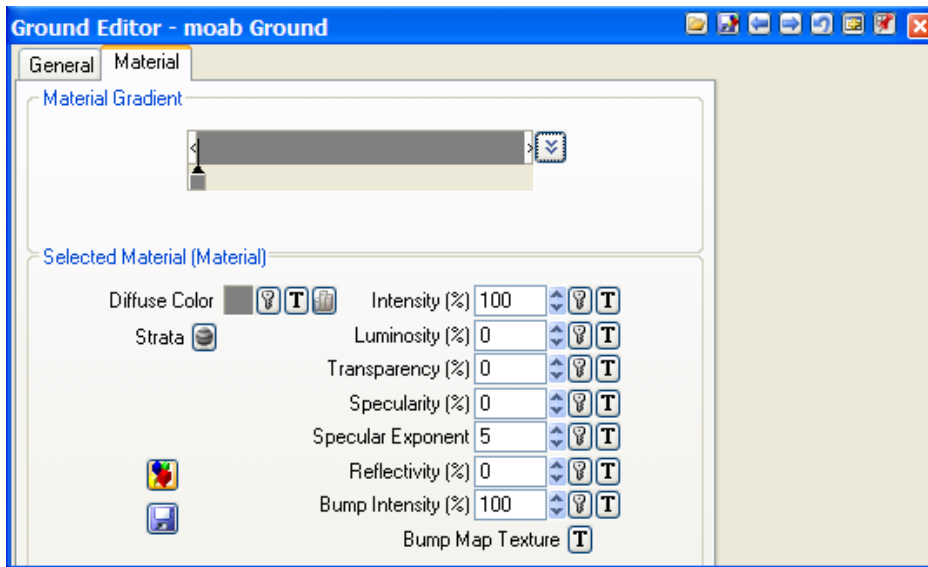 Ground Editor - moab Ground
General Material
Material Gradient
Selected Material (Material)
Diffuse Color T Intensity (%) 100 T
Strata Luminosity (%) 0 T
Transparency (%) 0 T
Specularity (%) 0 T
Specular Exponent 5 T
Reflectivity (%) 0 T
Bump Intensity (%) 100 T
Bump Map Texture T